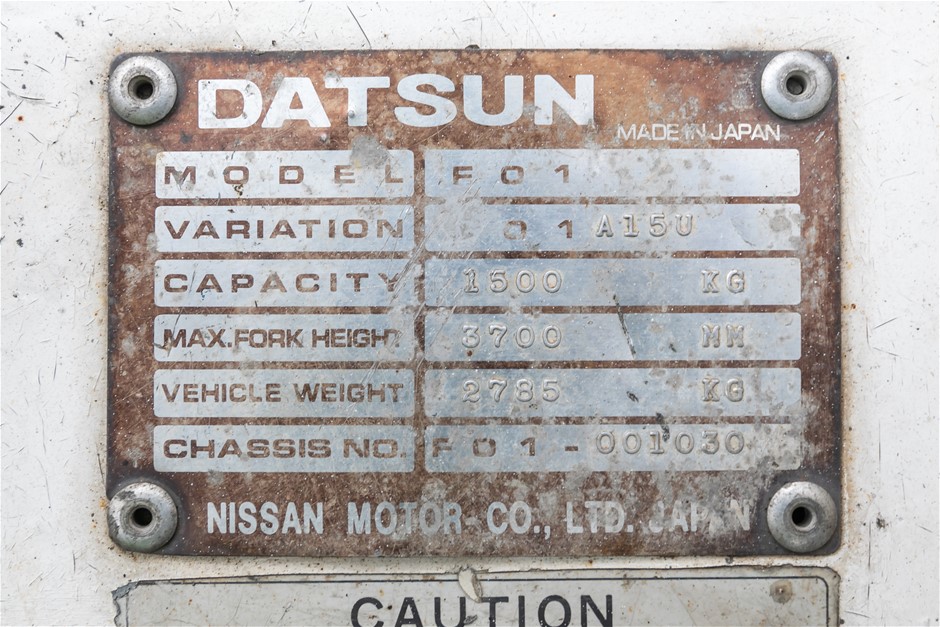 DATSUN
MADE IN JAPAN
MODEL F01
VARIATION F01A15U
CAPACITY 1500 KG
MAX.FORK HEIGHT 3700 MM
VEHICLE WEIGHT 2785 KG
CHASSIS NO. F01-001030
NISSAN MOTOR CO., LTD. JAPAN
CAUTION